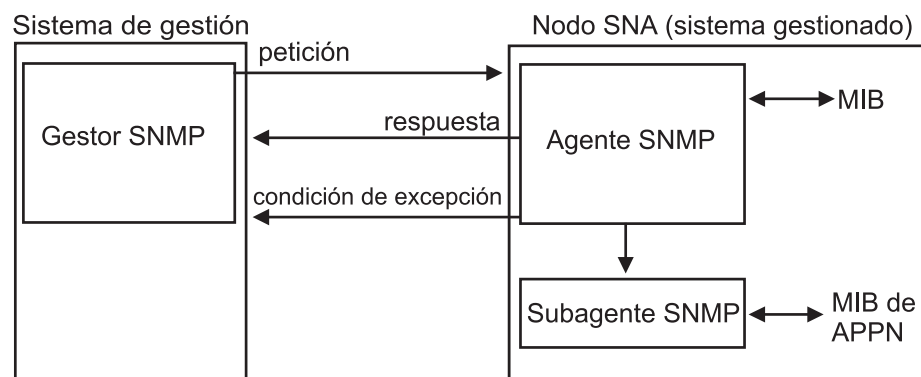 Sistema de gestión
Nodo SNA (sistema gestionado)
petición
MIB
Gestor SNMP
respuesta
Agente SNMP
condición de excepción
Subagente SNMP
MIB de
APPN